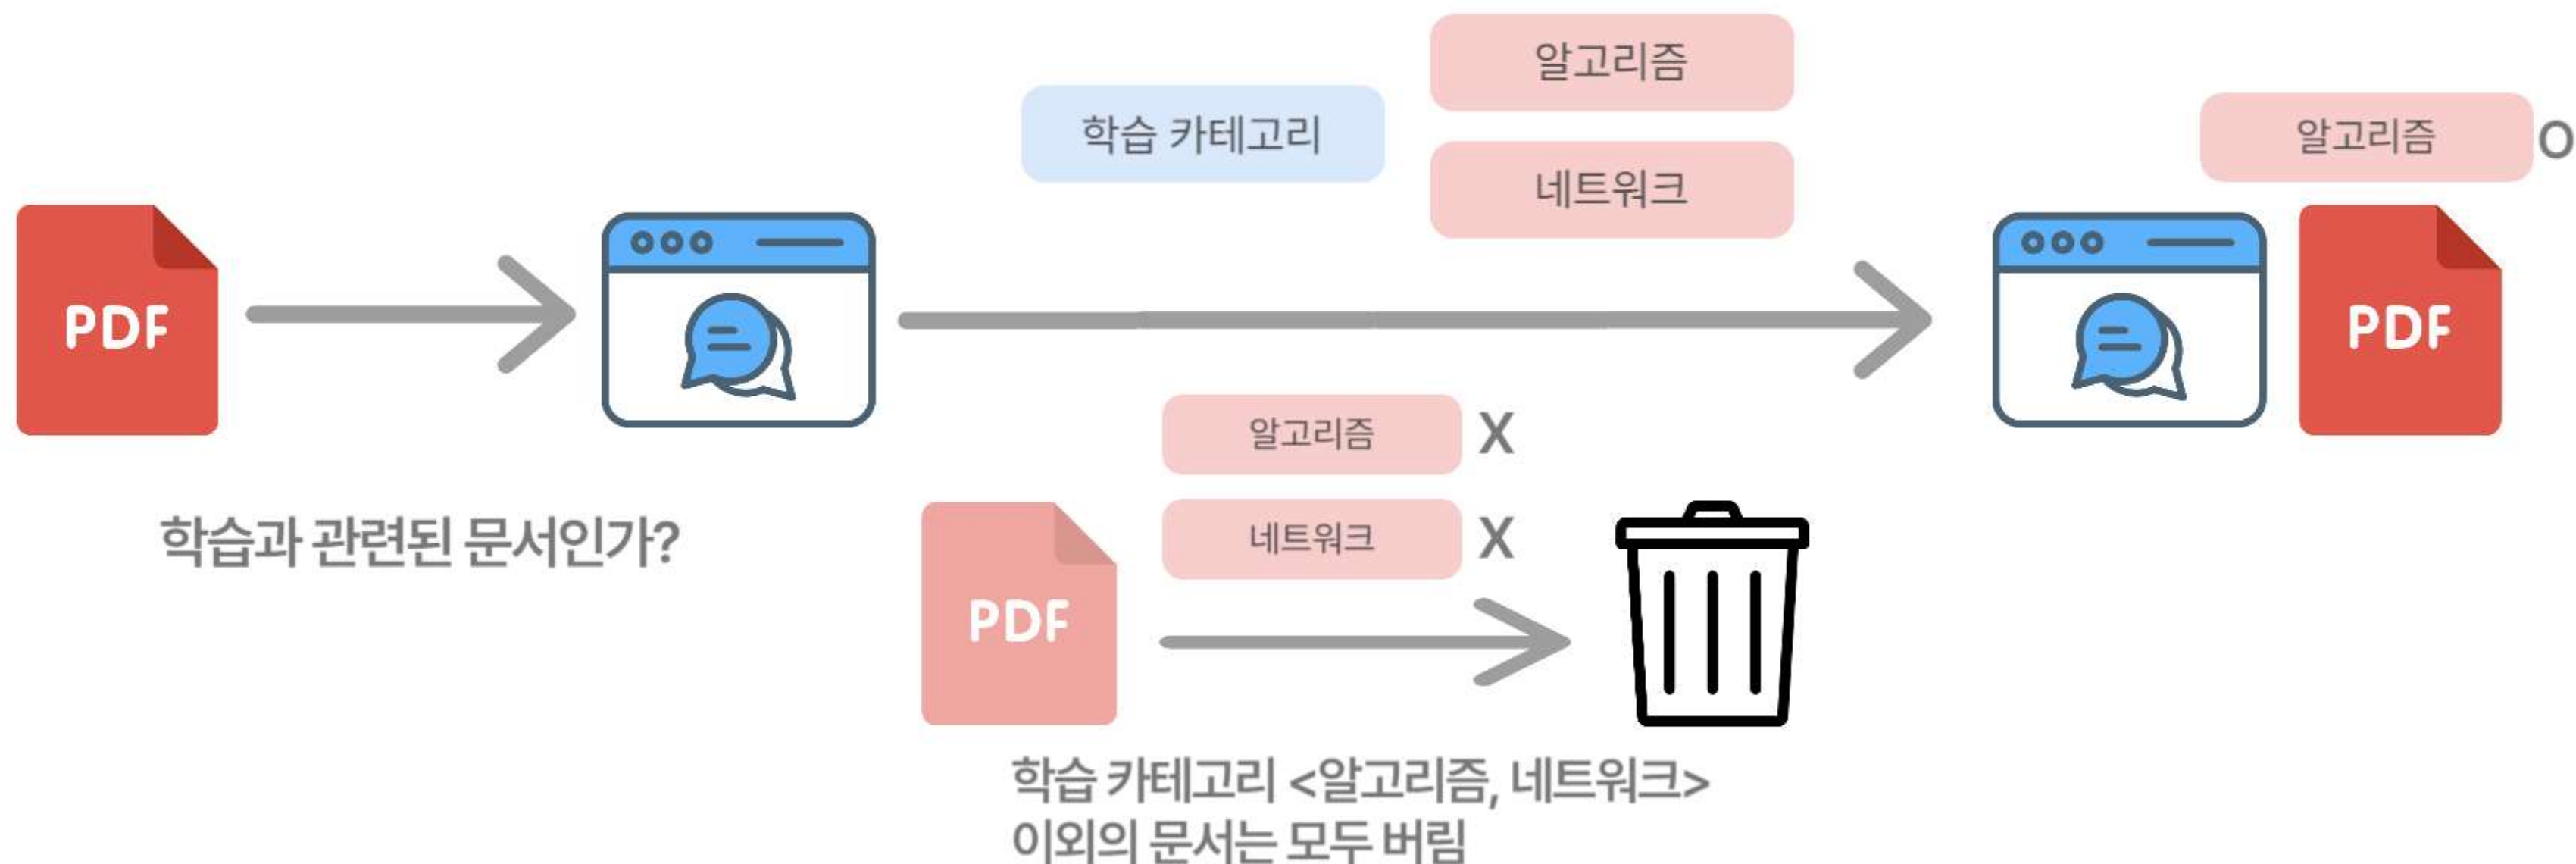 알고리즘
학습 카테고리
네트워크
알고리즘 O
PDF
PDF
알고리즘 X
네트워크 X
학습과 관련된 문서인가?
PDF
학습 카테고리 <알고리즘, 네트워크>
이외의 문서는 모두 버림